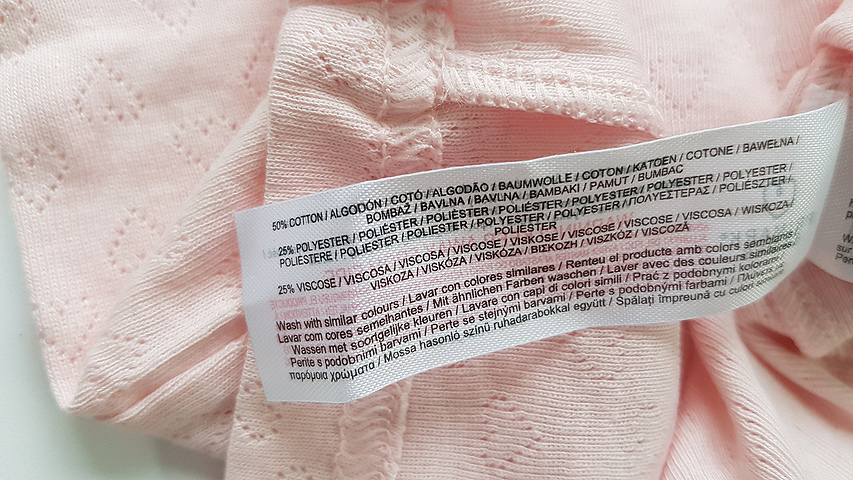 50% COTTON / ALGODÓN / COTÓ / ALGODÃO / BAUMWOLLE / COTON / KATOEN / COTONE / BAWEŁNA /
BOMBAŽ / BAVLNA / BAVLNA / BAMBAKI / PAMUT / BUMBAC
25% POLYESTER / POLIÉSTER / POLIÈSTER / POLIÉSTER / POLYESTER / POLYESTER / POLYESTER /
POLIESTERE / POLIESTER / POLIESTER / POLYESTER / POLYESTER / ΠΟΛΥΕΣΤΕΡΑΣ / POLIÉSZTER /
POLIESTER
25% VISCOSE / VISCOSA / VISCOSA / VISCOSE / VISKOSE / VISCOSE / VISCOSE / VISCOSA / WISKOZA /
VISKOZA / VISKÓZA / VISKÓZA / ΒΙΣΚΟΖΗ / VISZKÓZ / VISCOZĂ
Wash with similar colours / Lavar con colores similares / Renteu el producte amb colors semblants /
Lavar com cores semelhantes / Mit ähnlichen Farben waschen / Laver avec des couleurs similaires /
Wassen met soortgelijke kleuren / Lavare con capi di colori simili / Prać z podobnymi kolorami /
Perite s podobnimi barvami / Perte se stejnými barvami / Perte s podobnými farbami / Πλύνετε με
παρόμοια χρώματα / Mossa hasonló színű ruhadarabokkal együtt / Spălați împreună cu culori